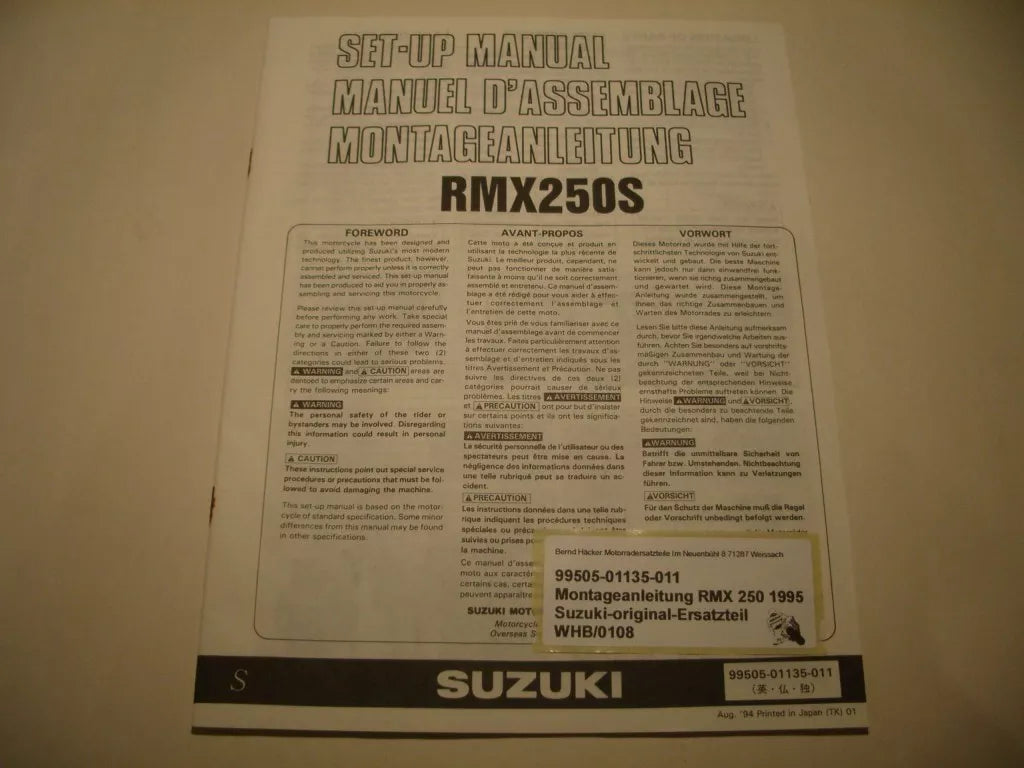 SET-UP MANUAL
MANUEL D'ASSEMBLAGE
MONTAGEANLEITUNG
RMX250S
FOREWORD
This motorcycle has been designed and
produced utilizing Suzuki's most modern
technology. The finest product, however,
cannot perform properly unless it is correctly
assembled and serviced. This set-up manual
has been produced to aid you in properly as-
sembling and servicing this motorcycle.
Please review this set-up manual carefully
before performing any work. Take special
care to properly perform the required assem-
bly and servicing marked by either a Warn-
ing or a Caution. Failure to follow the
directions in either of these two (2)
categories could lead to serious problems.
⚠ WARNING and ⚠ CAUTION areas are
designed to emphasize certain areas and car-
ry the following meanings:
⚠ WARNING
The personal safety of the rider or
bystanders may be involved. Disregarding
this information could result in personal
injury.
⚠ CAUTION
These instructions point out special service
procedures or precautions that must be fol-
lowed to avoid damaging the machine.
This set-up manual is based on the motor-
cycle of standard specification. Some minor
differences from this manual may be found
in other specifications.
AVANT-PROPOS
Cette moto a été conçue et produit en
utilisant la technologie la plus récente de
Suzuki. Le meilleur produit, cependant, ne
peut pas fonctionner de manière satis-
faisante à moins qu'il ne soit correctement
assemblé et entretenu. Ce manuel d'assem-
blage a été rédigé pour vous aider à effec-
tuer correctement l'assemblage et
l'entretien de cette moto.
Vous êtes prié de vous familiariser avec ce
manuel d'assemblage avant de commencer
les travaux. Faites particulièrement attention
à effectuer correctement les travaux d'as-
semblage et d'entretien indiqués sous les
titres Avertissement et Précaution. Ne pas
suivre les directives de ces deux (2)
catégories pourrait causer de sérieux
problèmes. Les titres ⚠ AVERTISSEMENT
et ⚠ PRECAUTION ont pour but d'insister
sur certains points et ils ont les significa-
tions suivantes:
⚠ AVERTISSEMENT
La sécurité personnelle de l'utilisateur ou des
spectateurs peut être mise en cause. La
négligence des informations données dans
une telle rubrique peut se traduire un ac-
cident.
⚠ PRECAUTION
Les instructions données dans une telle rub-
rique indiquent les procédures techniques
spéciales ou
suivies ou prises po
la machine.
Ce manuel d'asse
moto aux caracté
certains cas, certa
peuvent apparaître
SUZUKI MOT
Motorcycle
Overseas S
VORWORT
Dieses Motorrad wurde mit Hilfe der fort-
schrittlichsten Technologie von Suzuki ent-
wickelt und gebaut. Die beste Maschine
kann jedoch nur dann einwandfrei funk-
tionieren, wenn sie richtig zusammengebaut
und gewartet wird. Diese Montage-
Anleitung wurde zusammengestellt, um
Ihnen das richtige Zusammenbauen und
Warten des Motorrades zu erleichtern.
Lesen Sie bitte diese Anleitung aufmerksam
durch, bevor Sie irgendwelche Arbeiten aus-
führen. Achten Sie besonders auf vorschrifts-
mäßigen Zusammenbau und Wartung der
durch "WARNUNG" oder "VORSICHT"
gekennzeichneten Teile, weil bei Nicht-
beachtung der entsprechenden Hinweise
ernsthafte Probleme auftreten können. Die
Hinweise ⚠WARNUNG und ⚠VORSICHT,
durch die besonders zu beachtende Teile
gekennzeichnet sind, haben die folgenden
Bedeutungen:
⚠WARNUNG
Betrifft die unmittelbare Sicherheit von
Fahrer bzw. Umstehenden. Nichtbeachtung
dieser Information kann zu Verletzungen
führen.
⚠VORSICHT
Für den Schutz der Maschine muß die Regel
oder Vorschrift unbedingt befolgt werden.
Bernd Häcker Motorradersatzteile Im Neuenbühl 8 71287 Weissach
99505-01135-011
Montageanleitung RMX 250 1995
Suzuki-original-Ersatzteil
WHB/0108
S
SUZUKI
99505-01135-011
(英・仏・独)
Aug. '94 Printed in Japan (TK) 01